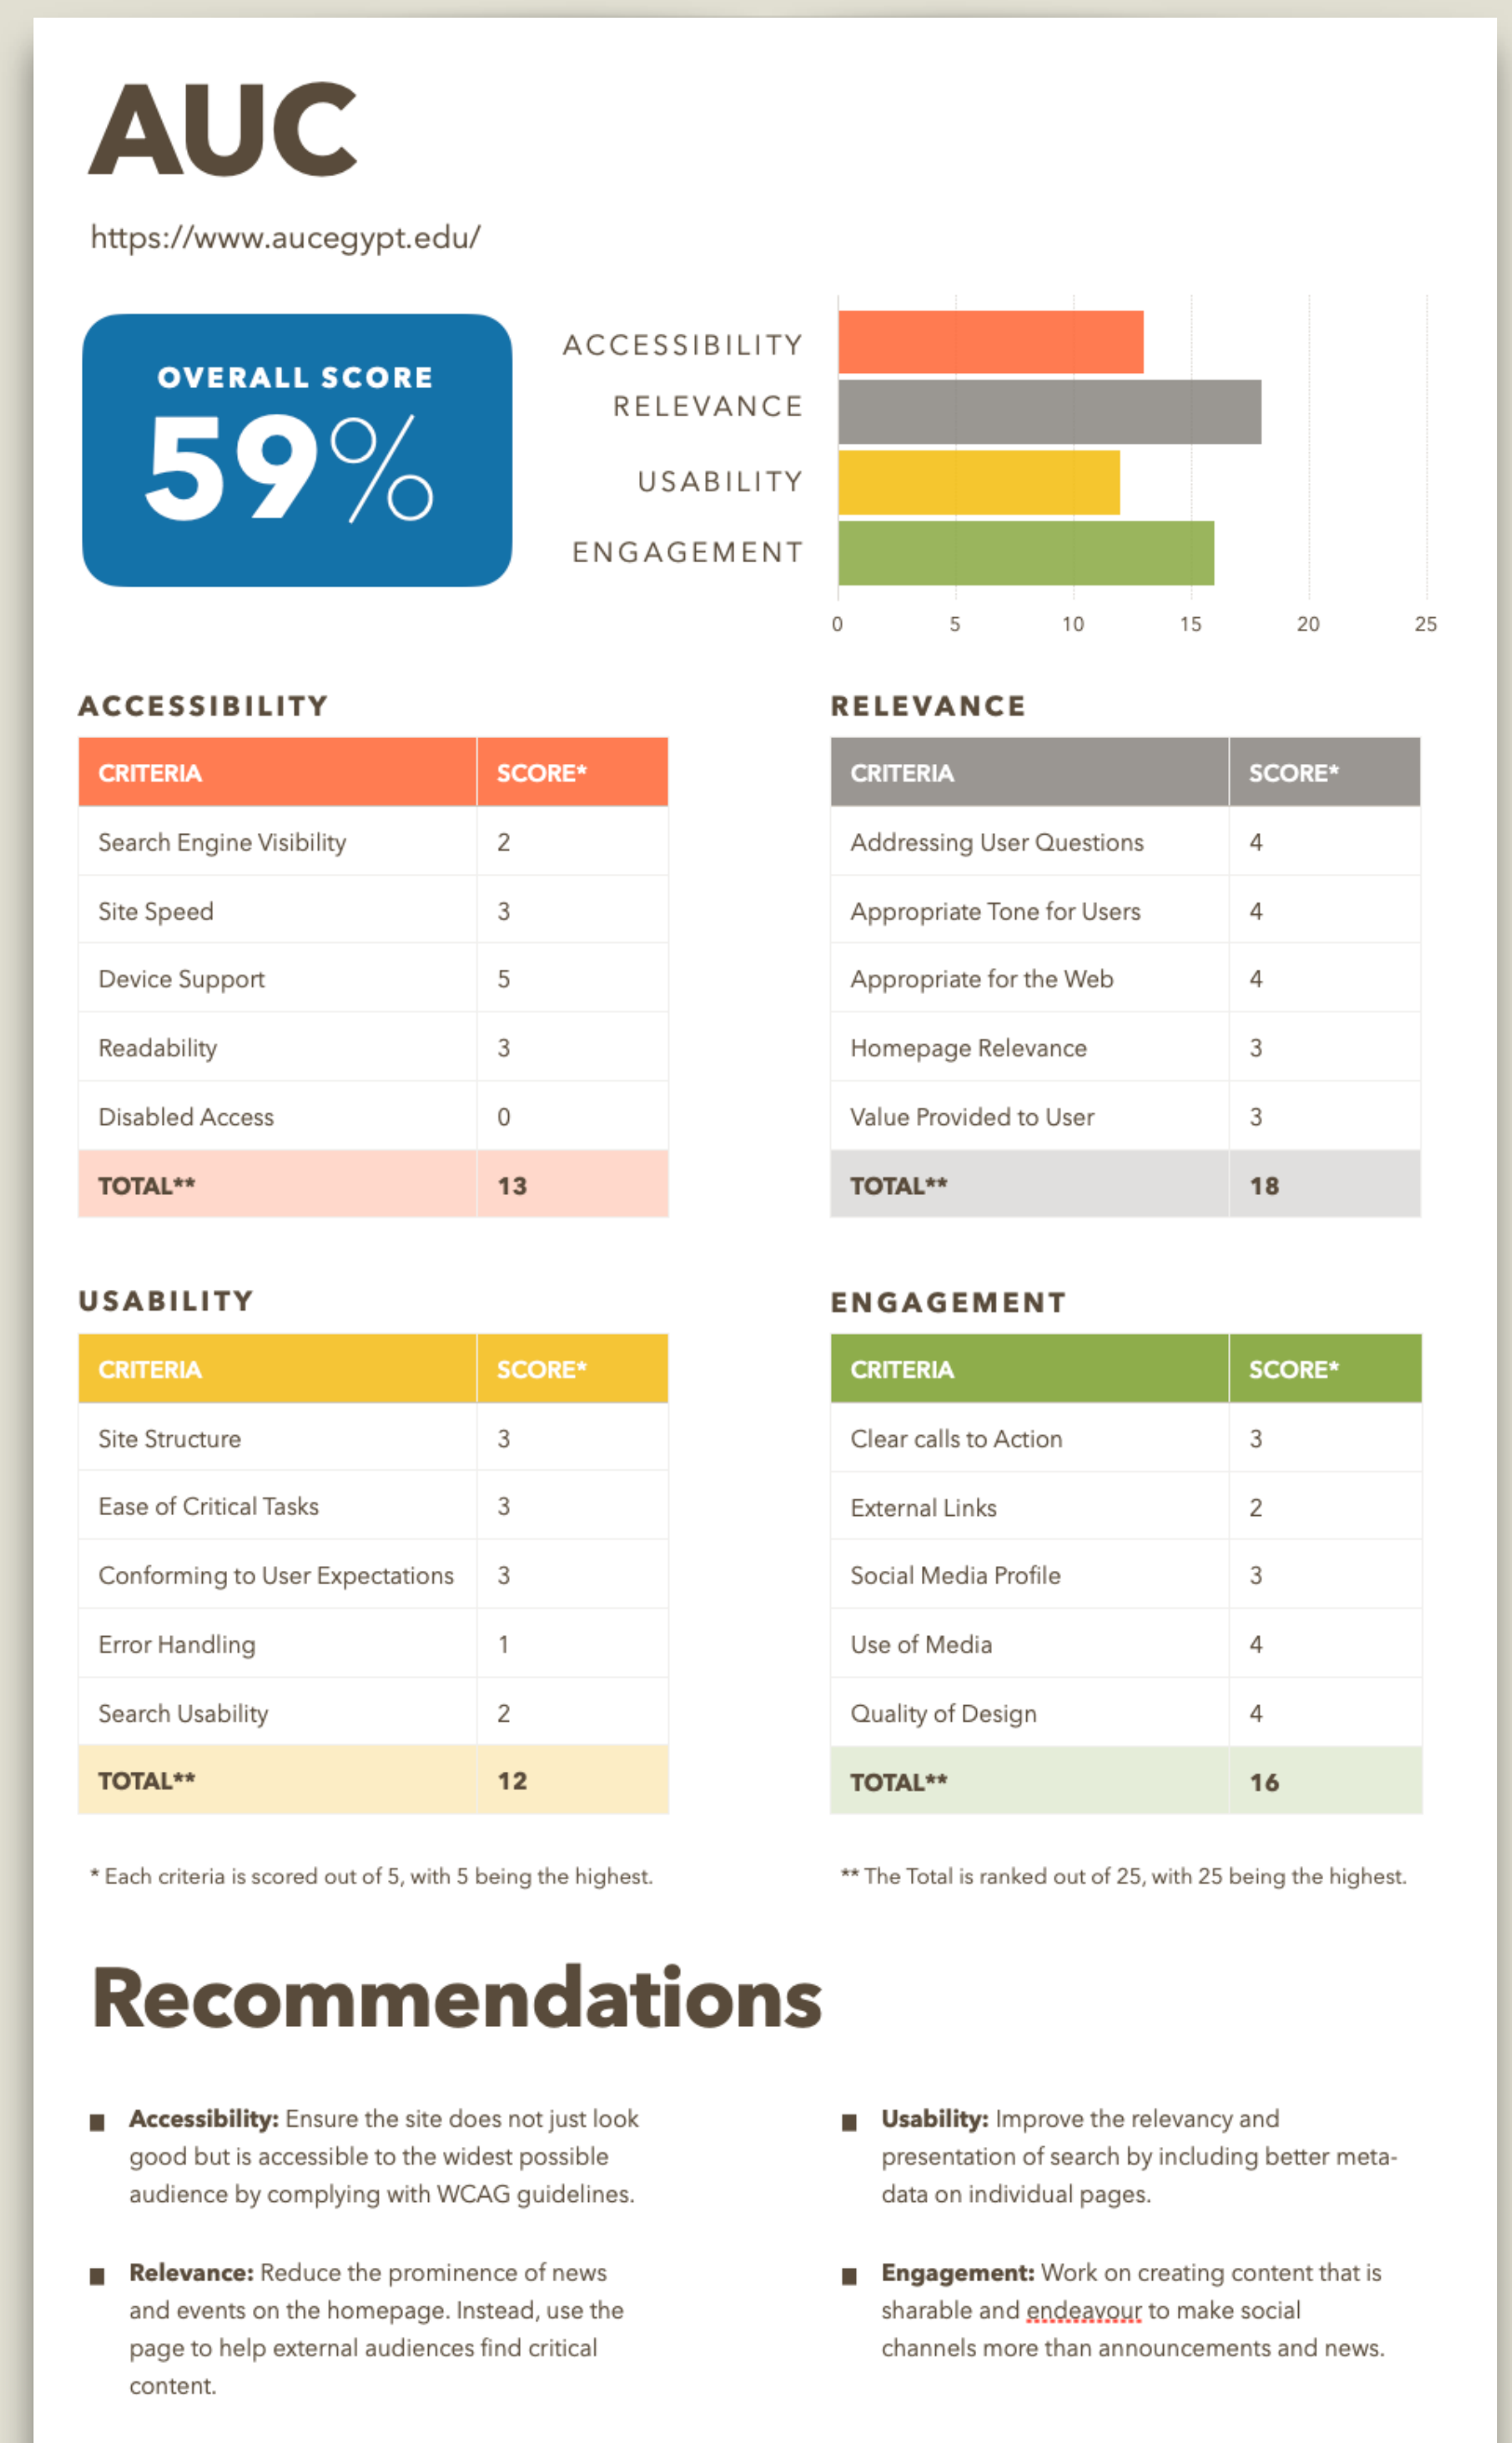 AUC
https://www.aucegypt.edu/
OVERALL SCORE
59%
ACCESSIBILITY
RELEVANCE
USABILITY
ENGAGEMENT
0 5 10 15 20 25
ACCESSIBILITY
CRITERIA SCORE*
Search Engine Visibility 2
Site Speed 3
Device Support 5
Readability 3
Disabled Access 0
TOTAL** 13
RELEVANCE
CRITERIA SCORE*
Addressing User Questions 4
Appropriate Tone for Users 4
Appropriate for the Web 4
Homepage Relevance 3
Value Provided to User 3
TOTAL** 18
USABILITY
CRITERIA SCORE*
Site Structure 3
Ease of Critical Tasks 3
Conforming to User Expectations 3
Error Handling 1
Search Usability 2
TOTAL** 12
ENGAGEMENT
CRITERIA SCORE*
Clear calls to Action 3
External Links 2
Social Media Profile 3
Use of Media 4
Quality of Design 4
TOTAL** 16
* Each criteria is scored out of 5, with 5 being the highest.
** The Total is ranked out of 25, with 25 being the highest.
Recommendations
Accessibility: Ensure the site does not just look
good but is accessible to the widest possible
audience by complying with WCAG guidelines.
Relevance: Reduce the prominence of news
and events on the homepage. Instead, use the
page to help external audiences find critical
content.
Usability: Improve the relevancy and
presentation of search by including better meta-
data on individual pages.
Engagement: Work on creating content that is
sharable and endeavour to make social
channels more than announcements and news.